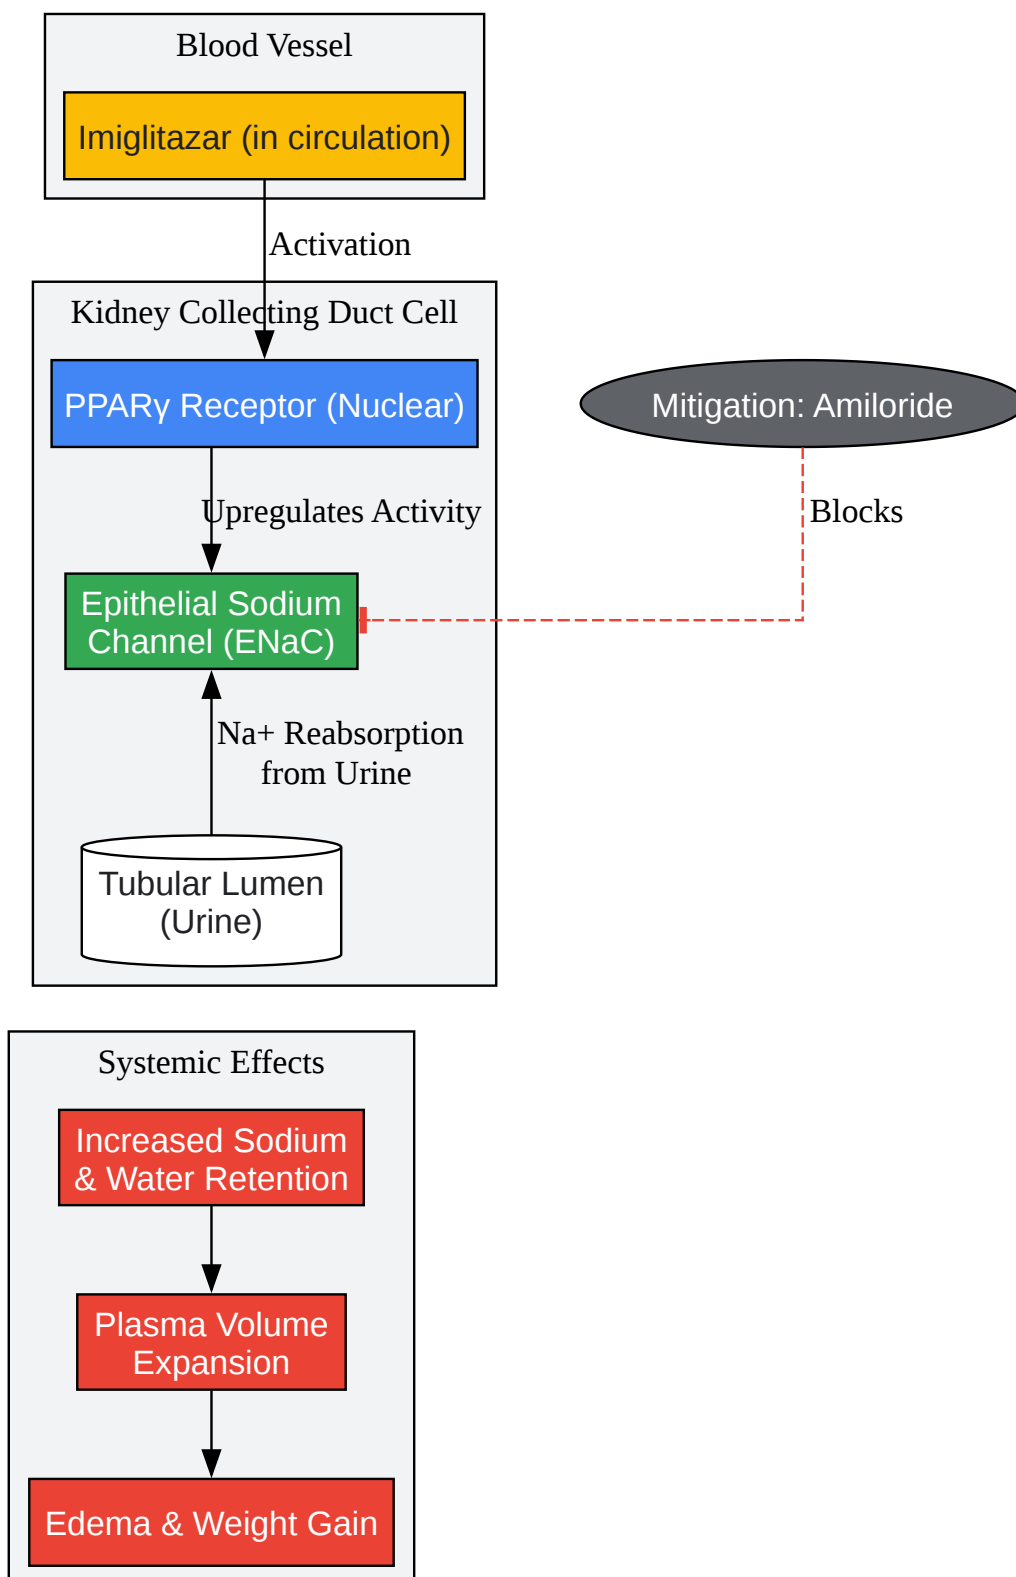 Blood Vessel
Imiglitazar (in circulation)
Activation
Kidney Collecting Duct Cell
PPARγ Receptor (Nuclear)
Mitigation: Amiloride
Upregulates Activity
Blocks
Epithelial Sodium
Channel (ENaC)
Na+ Reabsorption
from Urine
Tubular Lumen
(Urine)
Systemic Effects
Increased Sodium
& Water Retention
Plasma Volume
Expansion
Edema & Weight Gain